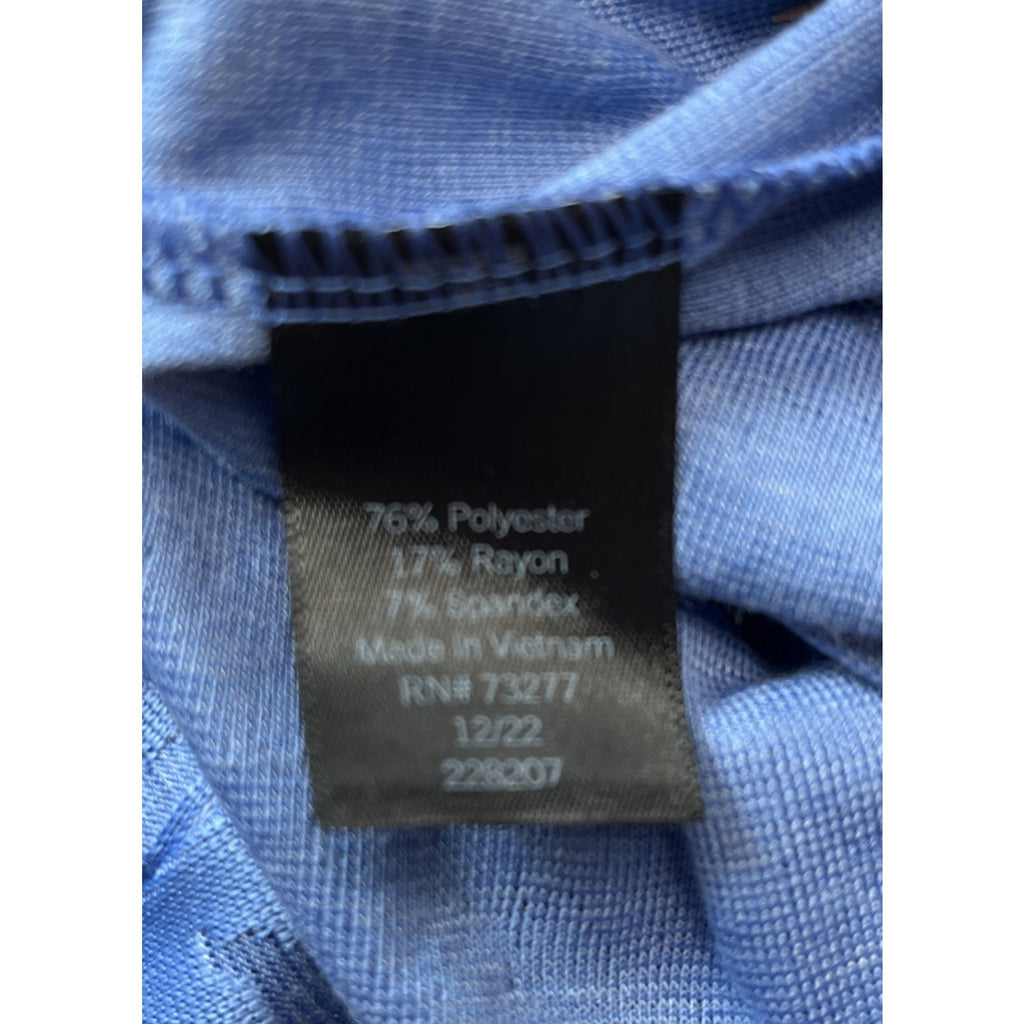 76% Polyester
17% Rayon
7% Spandex
Made in Vietnam
RN# 73277
12/22
228207